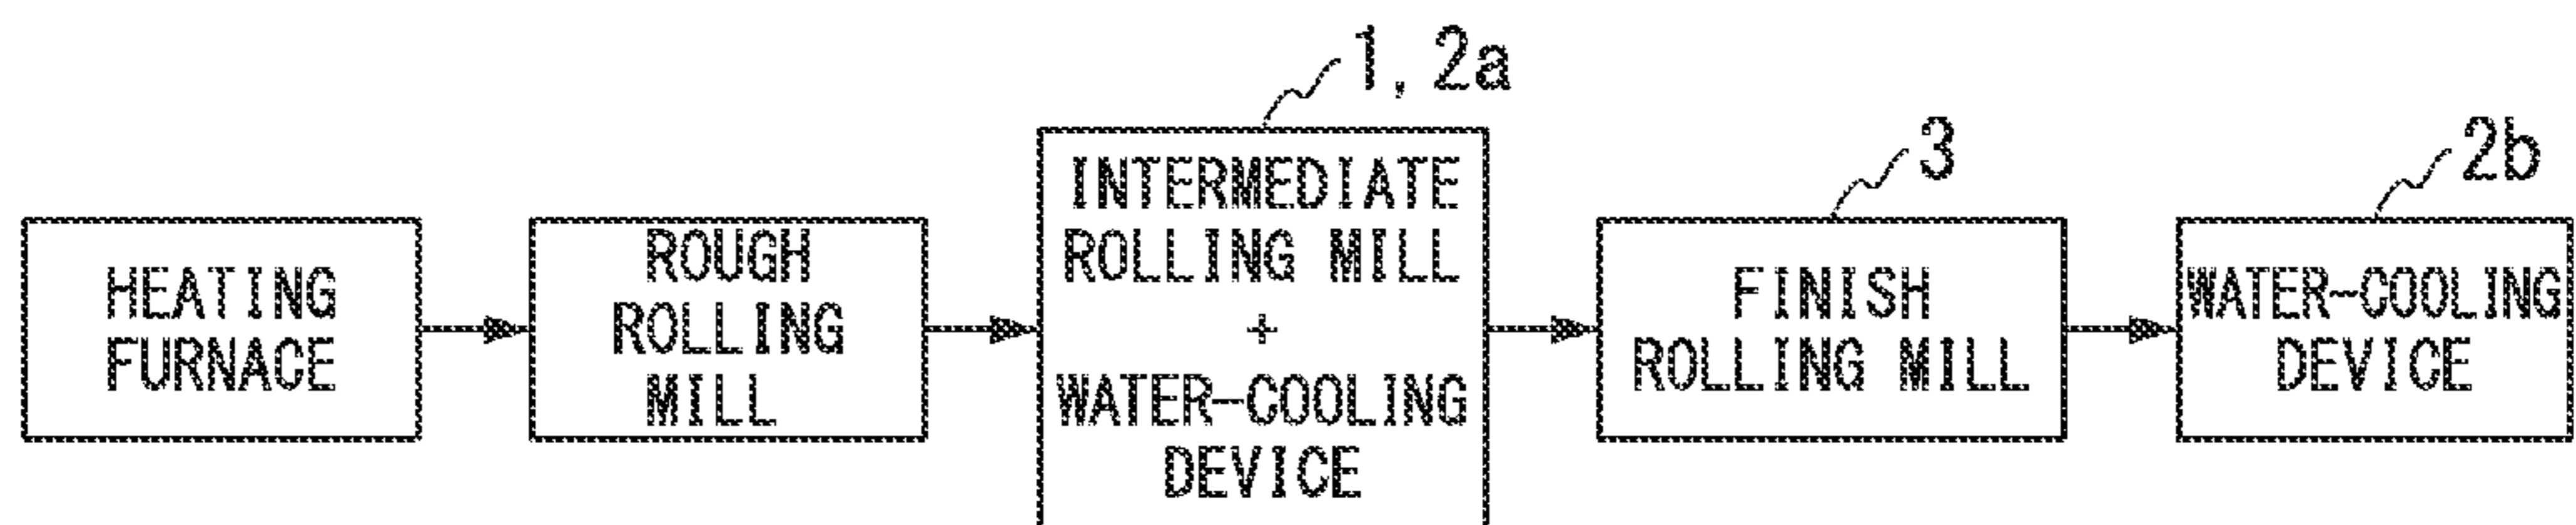 1, 2a
3
2b
HEATING
FURNACE
ROUGH
ROLLING
MILL
INTERMEDIATE
ROLLING MILL
+
WATER-COOLING
DEVICE
FINISH
ROLLING MILL
WATER-COOLING
DEVICE